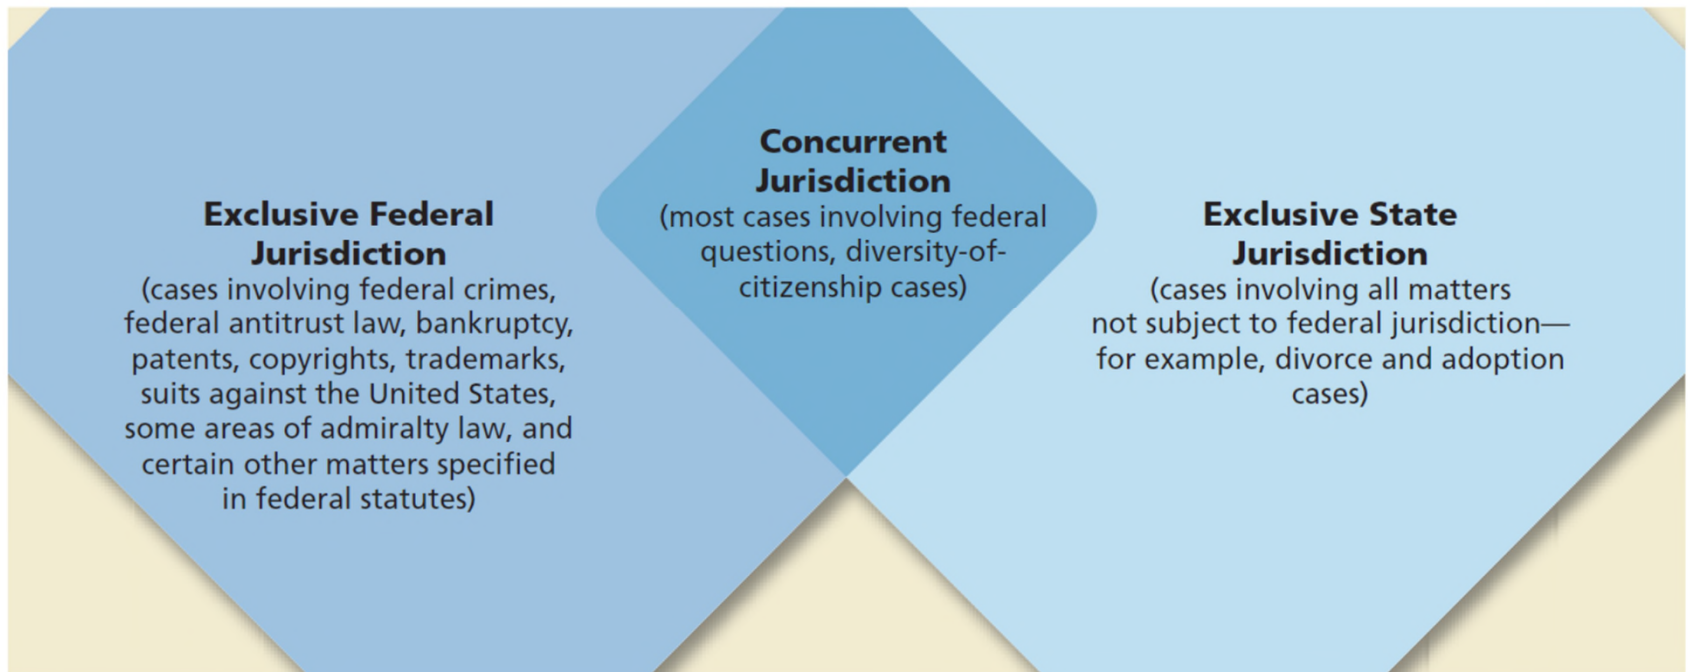 Exclusive Federal
Jurisdiction
(cases involving federal crimes,
federal antitrust law, bankruptcy,
patents, copyrights, trademarks,
suits against the United States,
some areas of admiralty law, and
certain other matters specified
in federal statutes)
Concurrent
Jurisdiction
(most cases involving federal
questions, diversity-of-
citizenship cases)
Exclusive State
Jurisdiction
(cases involving all matters
not subject to federal jurisdiction—
for example, divorce and adoption
cases)